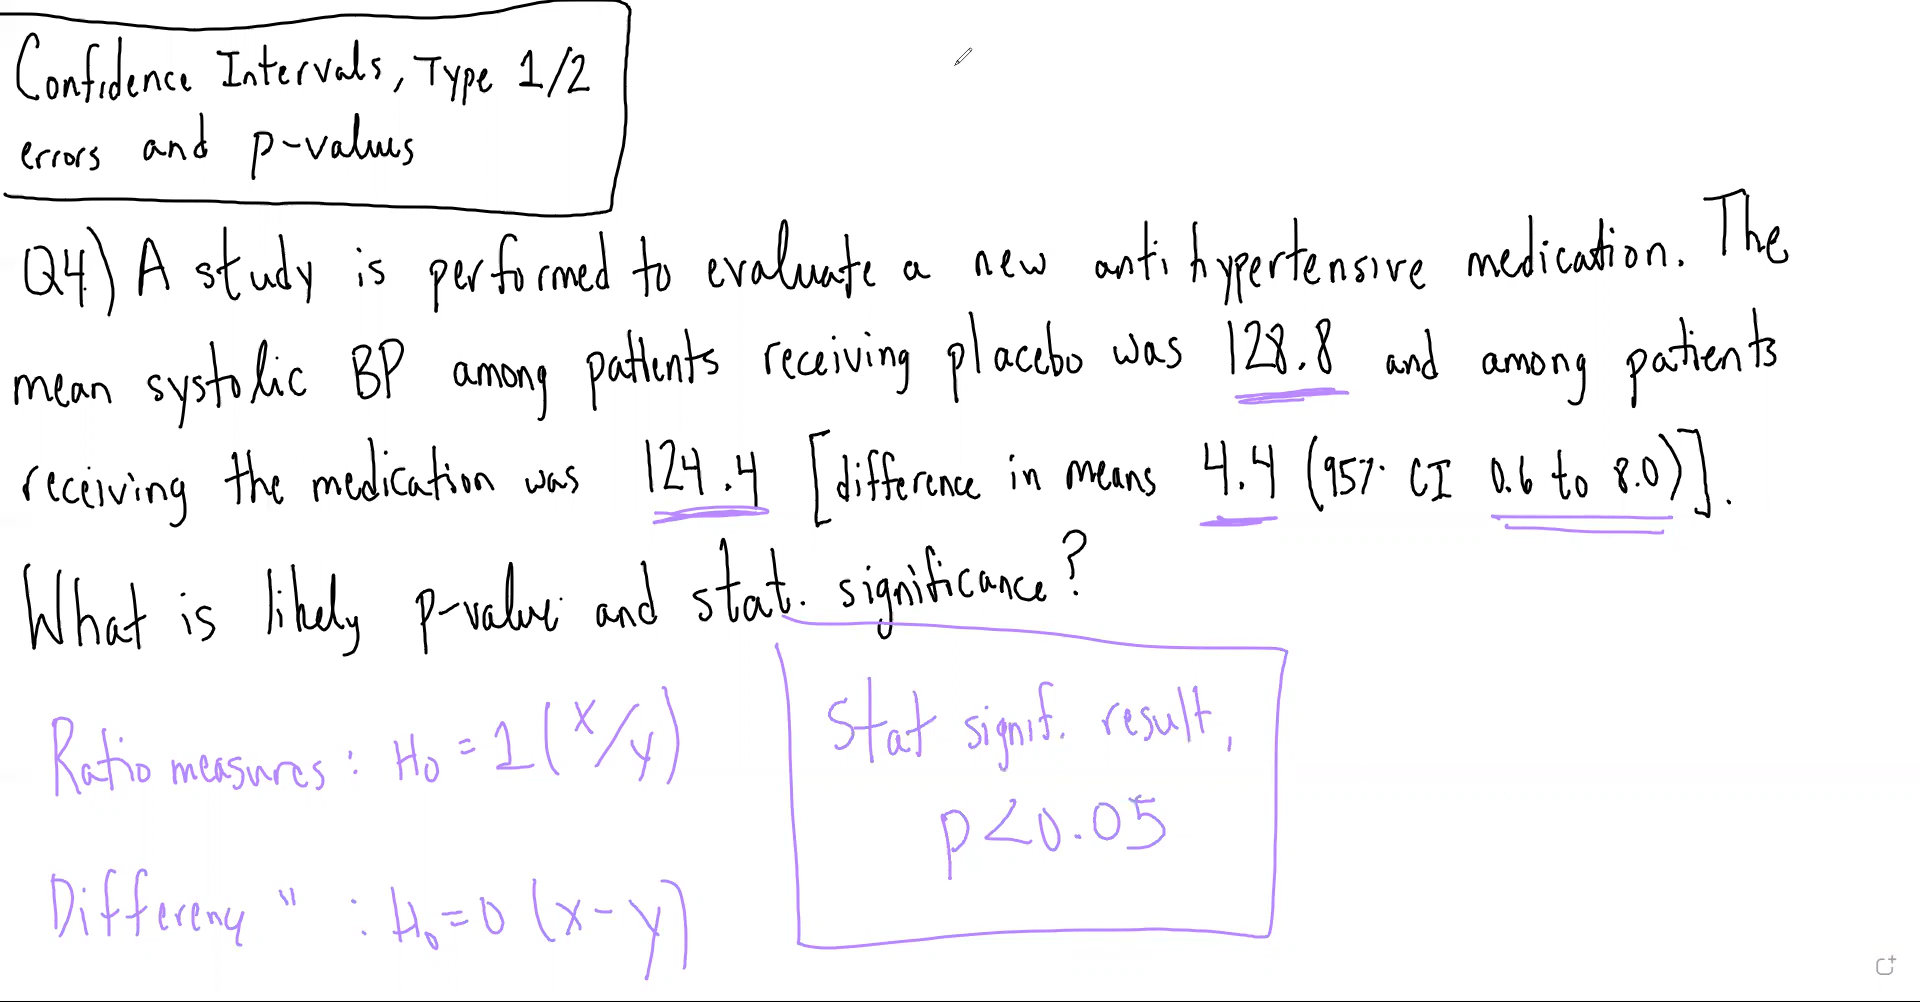 Confidence Intervals, Type 1/2
errors and p-values
Q4) A study is performed to evaluate a new antihypertensive medication. The
mean systolic BP among patients receiving placebo was 128.8 and among patients
receiving the medication was 124.4 [difference in means 4.4 (95% CI 0.6 to 8.0)].
What is likely p-value and stat. significance?
Ratio measures : H0 = 1 (x/y)
Stat signif. result,
p<0.05
Differeny " : H0 = 0 (x-y)